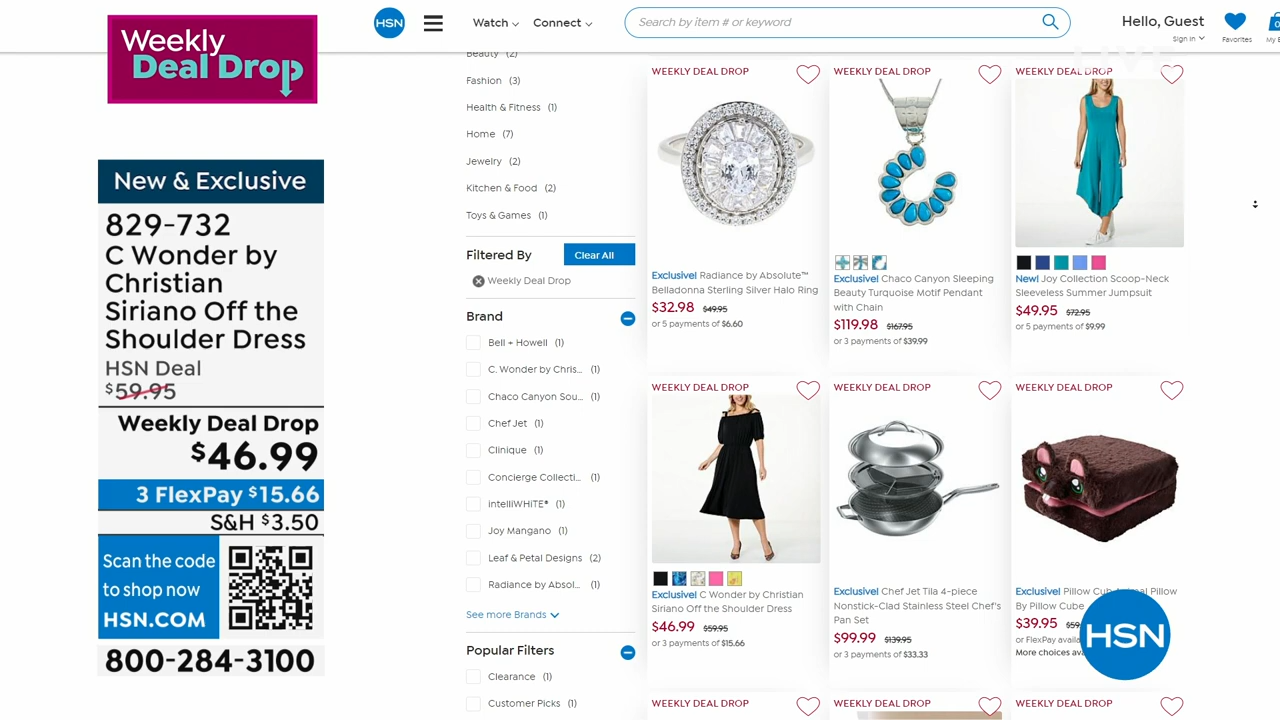 Weekly
Deal Drop
New & Exclusive
829-732
C Wonder by
Christian
Siriano Off the
Shoulder Dress
HSN Deal
$59.95
Weekly Deal Drop
$46.99
3 FlexPay $15.66
S&H $3.50
Scan the code
to shop now
HSN.COM
800-284-3100
HSN
Watch
Connect
Search by item # or keyword
Hello, Guest
Sign In
Favorites
LIVE
Beauty (2)
Fashion (3)
Health & Fitness (1)
Home (7)
Jewelry (2)
Kitchen & Food (2)
Toys & Games (1)
Filtered By
Clear All
Weekly Deal Drop
Brand
Bell + Howell (1)
C. Wonder by Chris... (1)
Chaco Canyon Sou... (1)
Chef Jet (1)
Clinique (1)
Concierge Collecti... (1)
intelliWHiTE® (1)
Joy Mangano (1)
Leaf & Petal Designs (2)
Radiance by Absol... (1)
See more Brands
Popular Filters
Clearance (1)
Customer Picks (1)
WEEKLY DEAL DROP
Exclusive! Radiance by Absolute™
Belladonna Sterling Silver Halo Ring
$32.98 $49.95
or 5 payments of $6.60
WEEKLY DEAL DROP
Exclusive! Chaco Canyon Sleeping
Beauty Turquoise Motif Pendant
with Chain
$119.98 $167.95
or 3 payments of $39.99
WEEKLY DEAL DROP
New! Joy Collection Scoop-Neck
Sleeveless Summer Jumpsuit
$49.95 $72.95
or 5 payments of $9.99
WEEKLY DEAL DROP
Exclusive! C Wonder by Christian
Siriano Off the Shoulder Dress
$46.99 $59.95
or 3 payments of $15.66
WEEKLY DEAL DROP
Exclusive! Chef Jet Tila 4-piece
Nonstick-Clad Stainless Steel Chef's
Pan Set
$99.99 $139.95
or 3 payments of $33.33
WEEKLY DEAL DROP
Exclusive! Pillow Pillow
By Pillow Cube
$39.95
or FlexPay
More choices
HSN
WEEKLY DEAL DROP
WEEKLY DEAL DROP
WEEKLY DEAL DROP